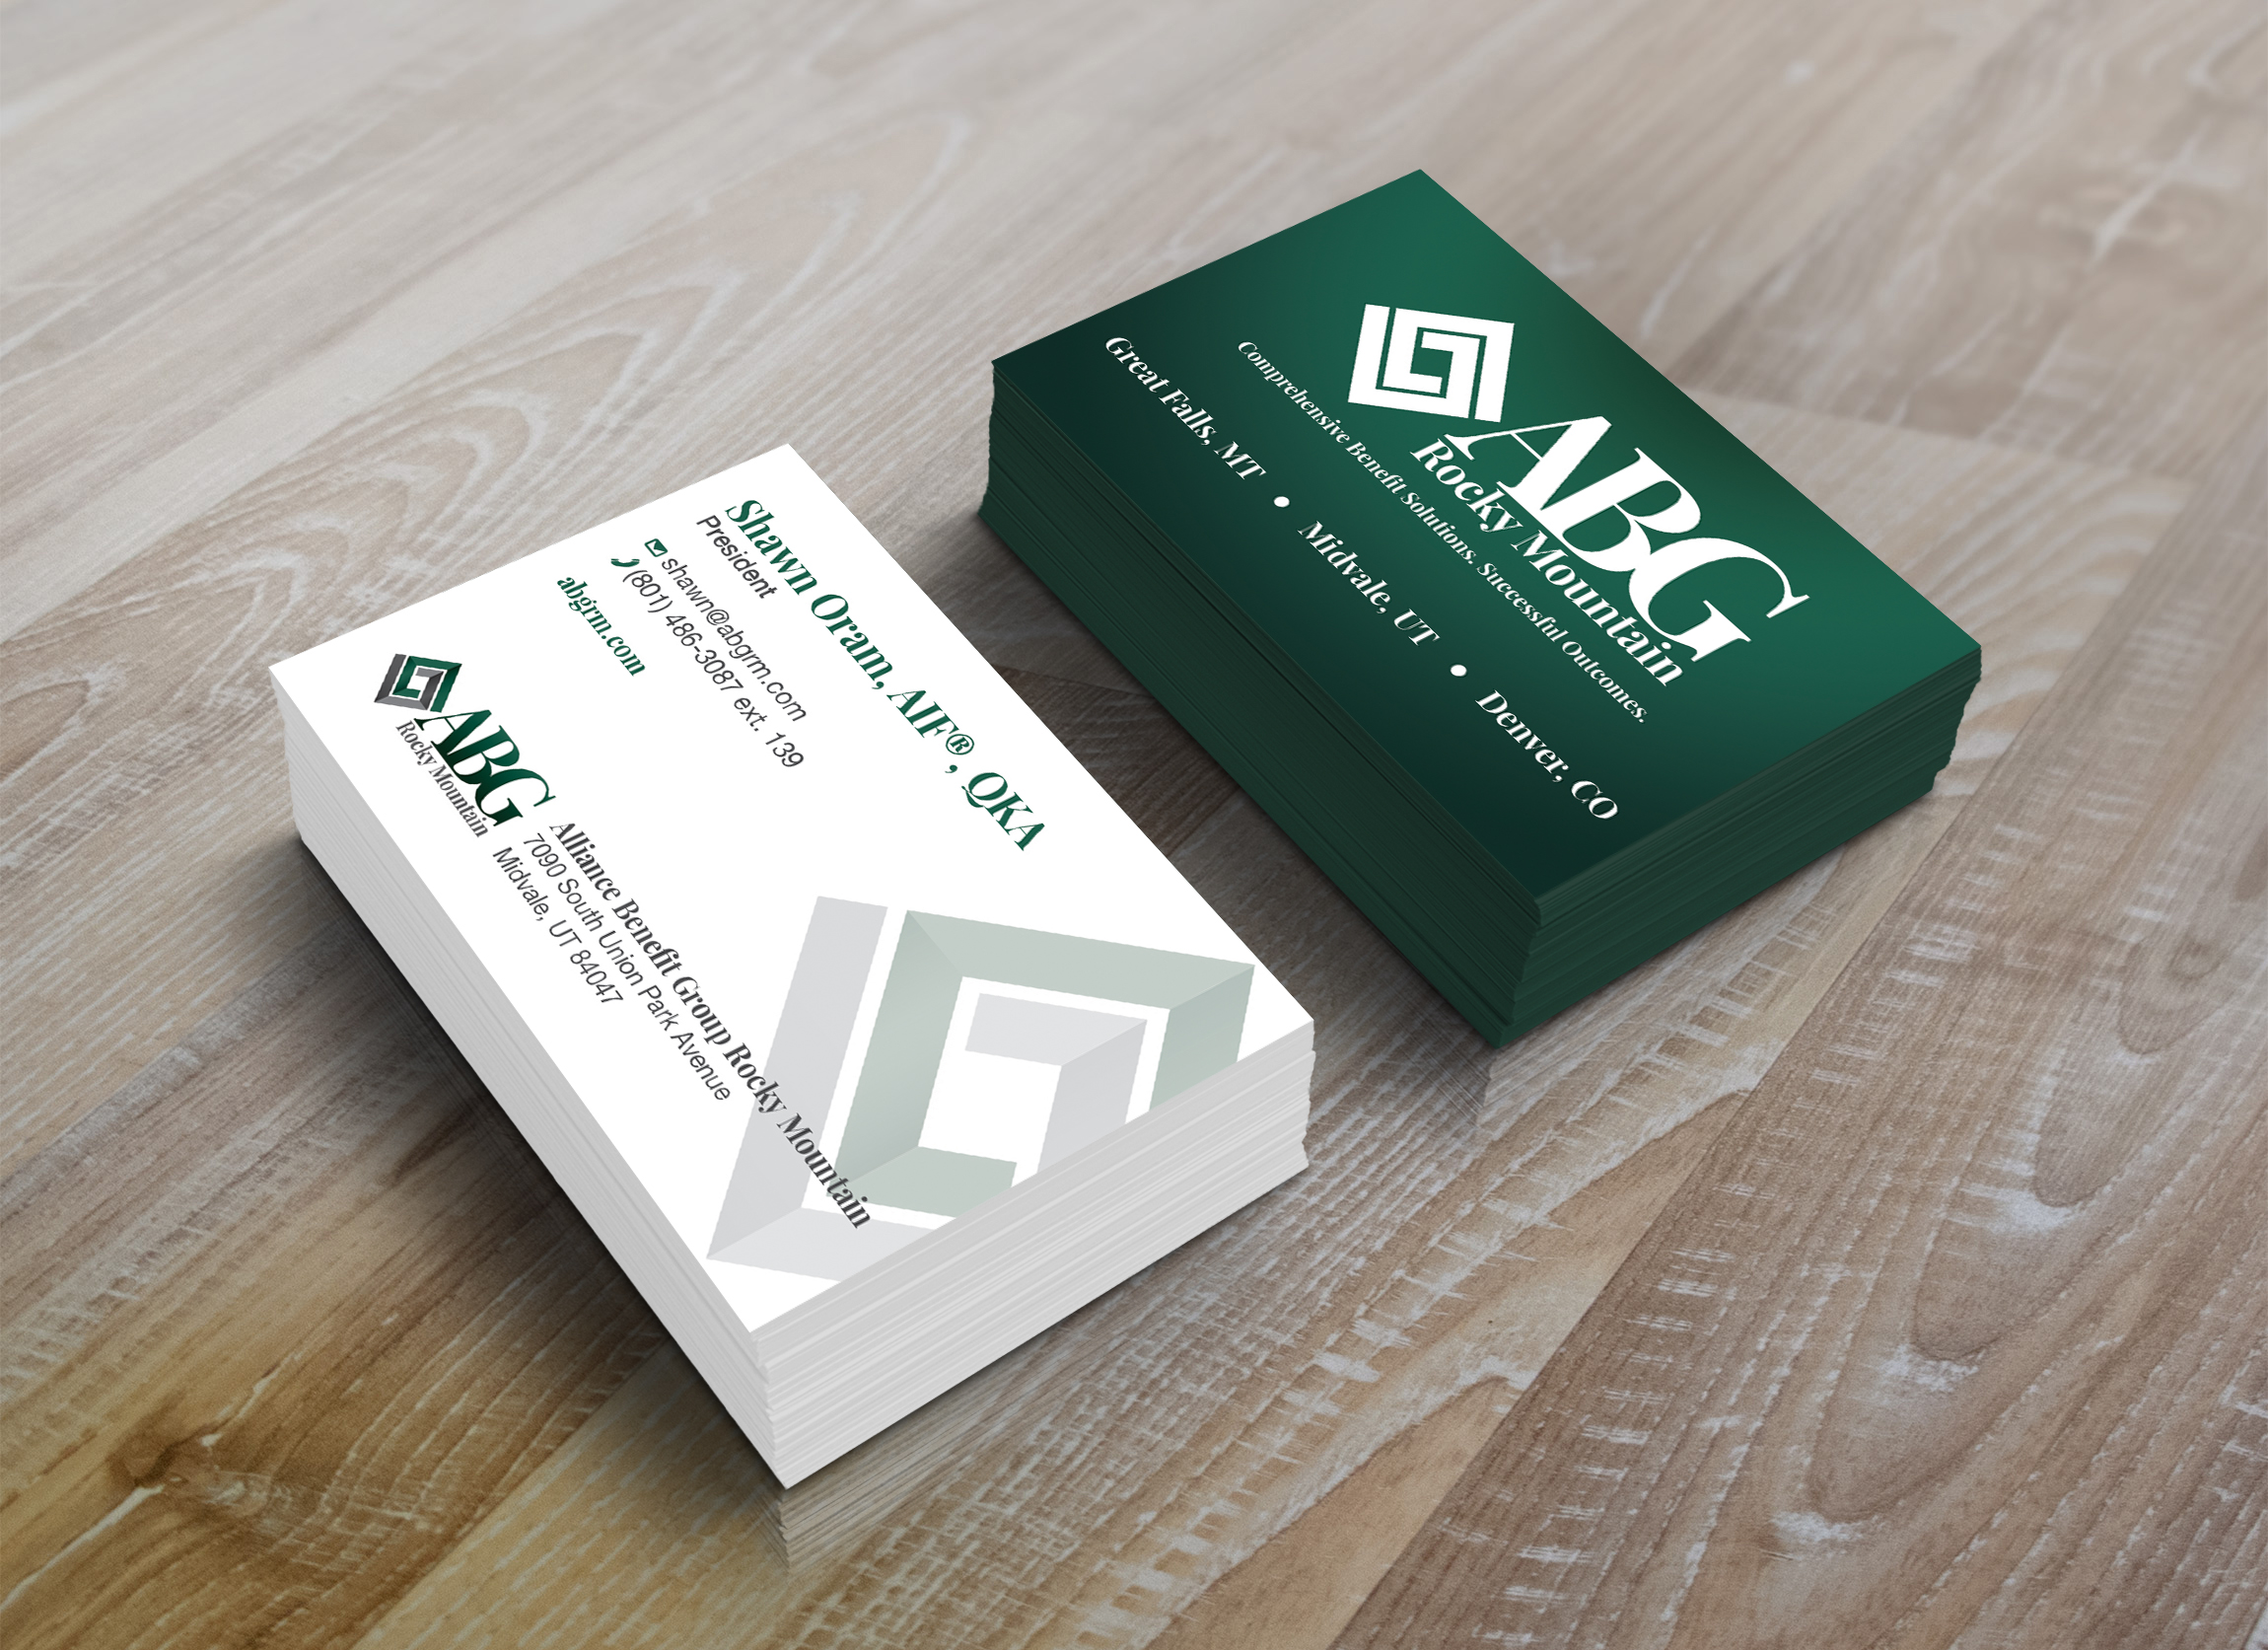 Shawn Oram, AIF®, QKA
President
shawn@abgrm.com
(801) 486-3087 ext. 139
abgrm.com
ABG
Rocky Mountain
Alliance Benefit Group Rocky Mountain
7090 South Union Park Avenue
Midvale, UT 84047
ABG
Rocky Mountain
Comprehensive Benefit Solutions. Successful Outcomes.
Great Falls, MT • Midvale, UT • Denver, CO